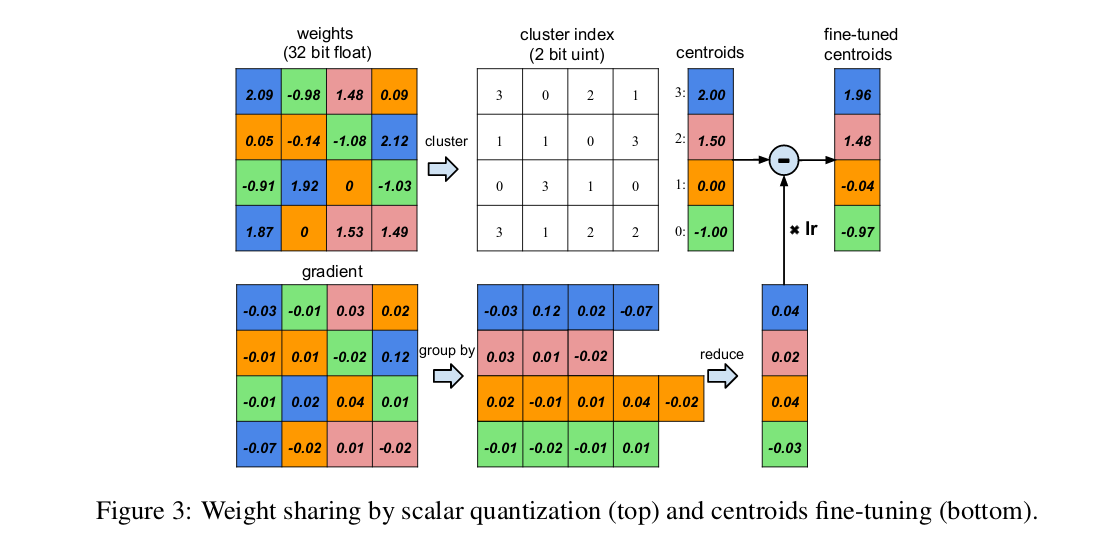 weights
(32 bit float)
cluster index
(2 bit uint)
centroids
fine-tuned
centroids
2.09 -0.98 1.48 0.09
0.05 -0.14 -1.08 2.12
-0.91 1.92 0 -1.03
1.87 0 1.53 1.49
cluster
3 0 2 1
1 1 0 3
0 3 1 0
3 1 2 2
3: 2.00
2: 1.50
1: 0.00
0: -1.00
-
× lr
1.96
1.48
-0.04
-0.97
gradient
-0.03 -0.01 0.03 0.02
-0.01 0.01 -0.02 0.12
-0.01 0.02 0.04 0.01
-0.07 -0.02 0.01 -0.02
group by
-0.03 0.12 0.02 -0.07
0.03 0.01 -0.02
0.02 -0.01 0.01 0.04 -0.02
-0.01 -0.02 -0.01 0.01
reduce
0.04
0.02
0.04
-0.03
Figure 3: Weight sharing by scalar quantization (top) and centroids fine-tuning (bottom).